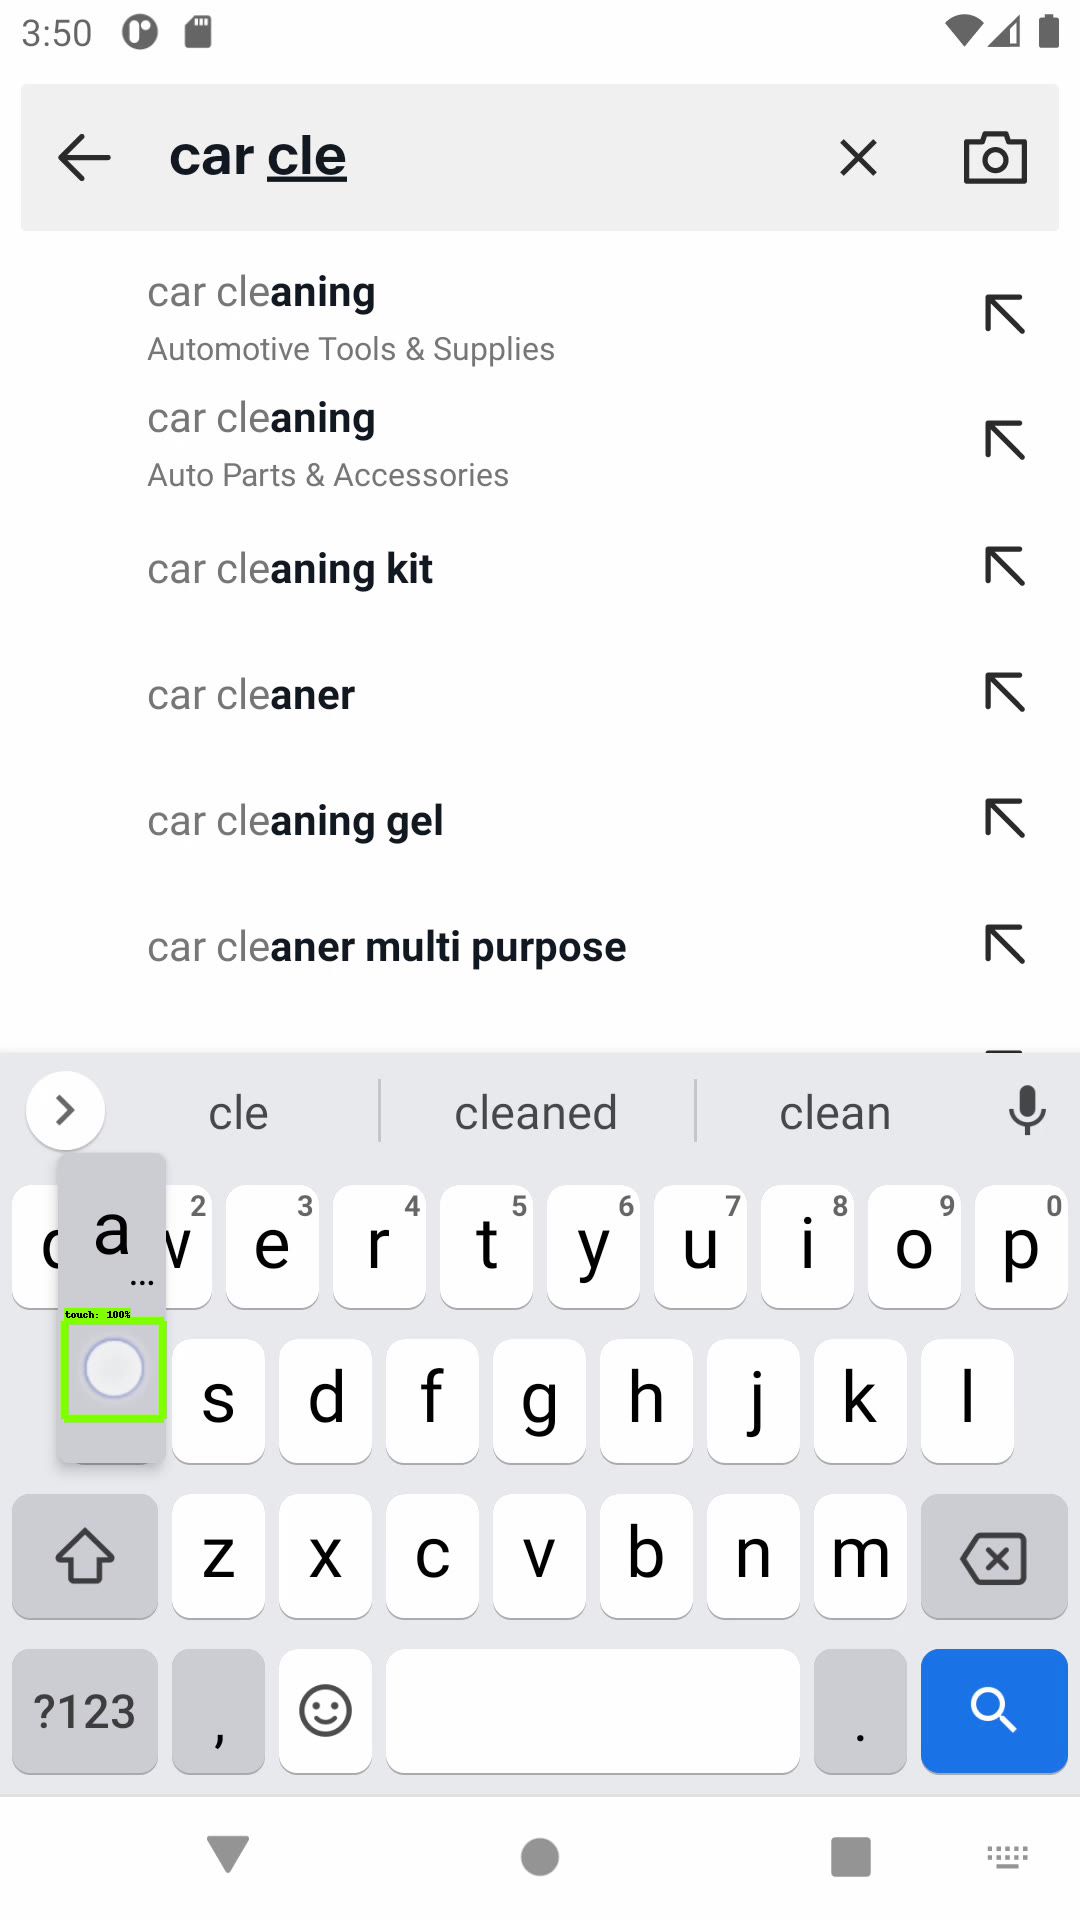 3:50
car cle
car cleaning
Automotive Tools & Supplies
car cleaning
Auto Parts & Accessories
car cleaning kit
car cleaner
car cleaning gel
car cleaner multi purpose
cle cleaned clean
a
w 2 e 3 r 4 t 5 y 6 u 7 i 8 o 9 p 0
...
touch: 100%
s d f g h j k l
z x c v b n m
?123 , .